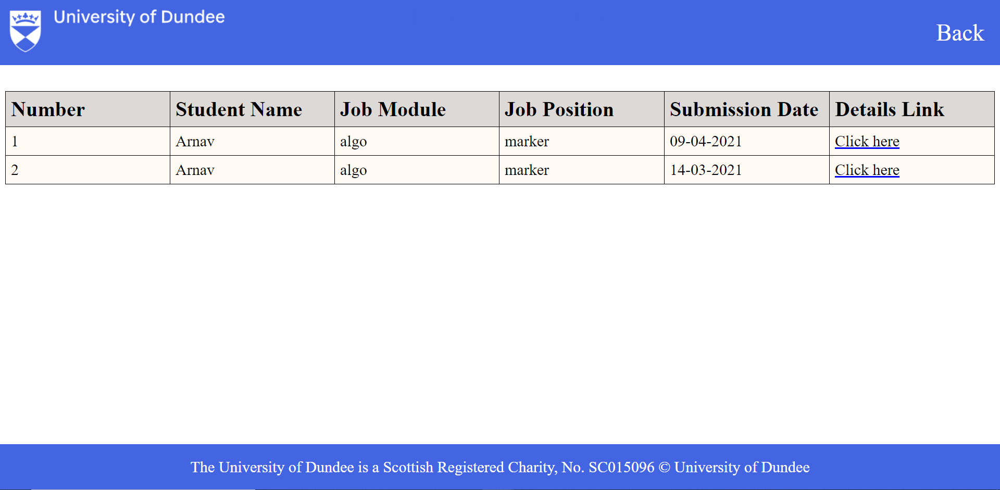 University of Dundee
Back
Number Student Name Job Module Job Position Submission Date Details Link
1 Arnav algo marker 09-04-2021 Click here
2 Arnav algo marker 14-03-2021 Click here
The University of Dundee is a Scottish Registered Charity, No. SC015096 © University of Dundee